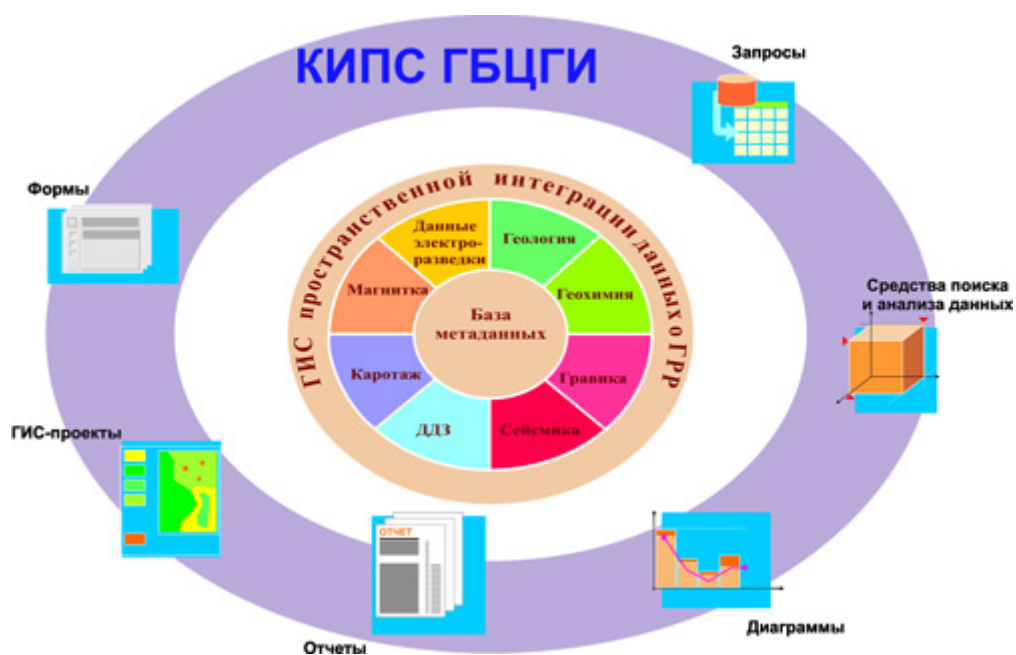 КИПС ГБЦГИ
Запросы
Формы
ГИС пространственной интеграции данных о ГРР
Данные
электро-
разведки
Геология
Магнитка
Геохимия
База
метаданных
Каротаж
Гравика
ДДЗ
Сейсмика
Средства поиска
и анализа данных
ГИС-проекты
ОТЧЕТ
Отчеты
Диаграммы